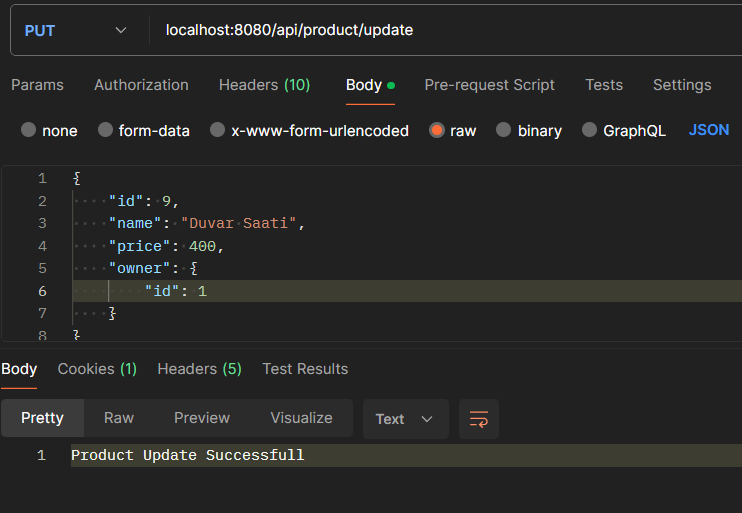 PUT localhost:8080/api/product/update
Params Authorization Headers (10) Body Pre-request Script Tests Settings
none form-data x-www-form-urlencoded raw binary GraphQL JSON
1 {
2 "id": 9,
3 "name": "Duvar Saati",
4 "price": 400,
5 "owner": {
6 "id": 1
7 }
8 }
Body Cookies (1) Headers (5) Test Results
Pretty Raw Preview Visualize Text
1 Product Update Successfull